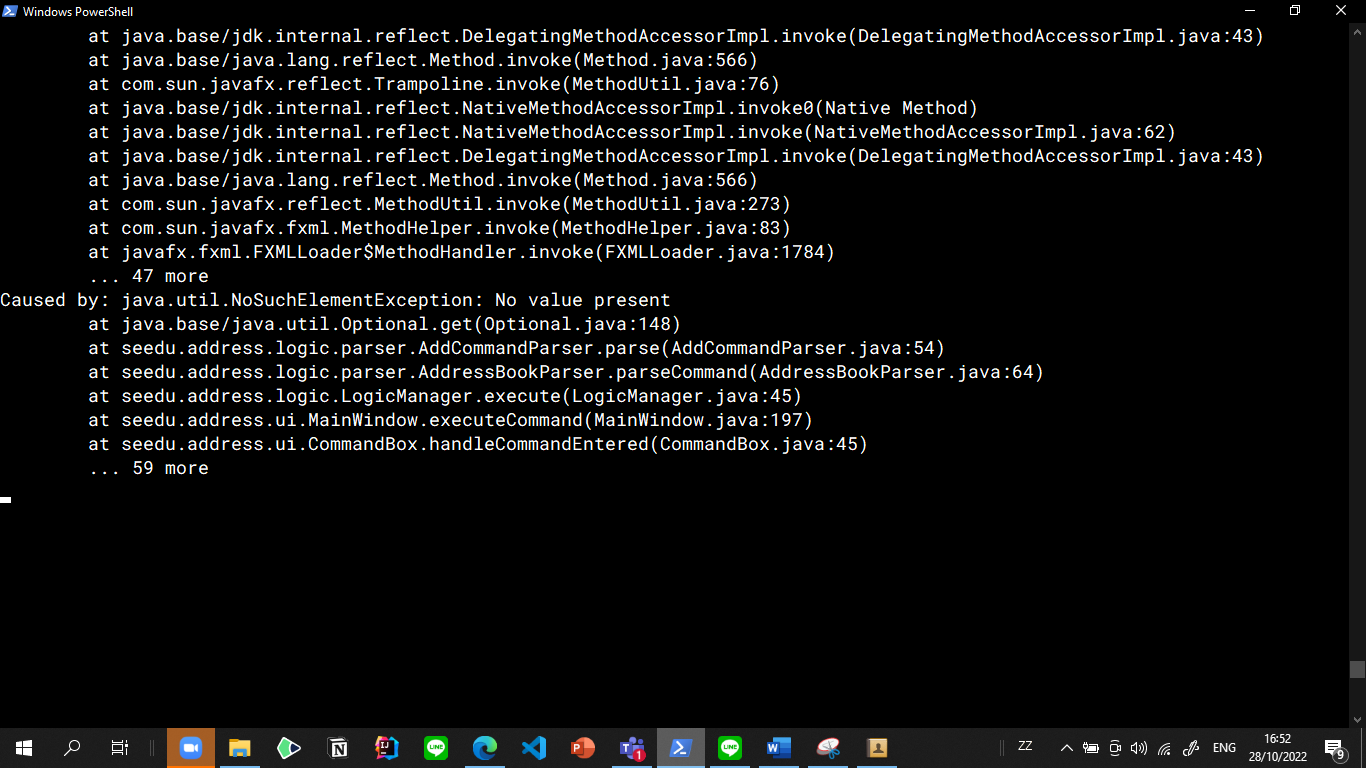 Windows PowerShell
at java.base/jdk.internal.reflect.DelegatingMethodAccessorImpl.invoke(DelegatingMethodAccessorImpl.java:43)
at java.base/java.lang.reflect.Method.invoke(Method.java:566)
at com.sun.javafx.reflect.Trampoline.invoke(MethodUtil.java:76)
at java.base/jdk.internal.reflect.NativeMethodAccessorImpl.invoke0(Native Method)
at java.base/jdk.internal.reflect.NativeMethodAccessorImpl.invoke(NativeMethodAccessorImpl.java:62)
at java.base/jdk.internal.reflect.DelegatingMethodAccessorImpl.invoke(DelegatingMethodAccessorImpl.java:43)
at java.base/java.lang.reflect.Method.invoke(Method.java:566)
at com.sun.javafx.reflect.MethodUtil.invoke(MethodUtil.java:273)
at com.sun.javafx.fxml.MethodHelper.invoke(MethodHelper.java:83)
at javafx.fxml.FXMLLoader$MethodHandler.invoke(FXMLLoader.java:1784)
... 47 more
Caused by: java.util.NoSuchElementException: No value present
at java.base/java.util.Optional.get(Optional.java:148)
at seedu.address.logic.parser.AddCommandParser.parse(AddCommandParser.java:54)
at seedu.address.logic.parser.AddressBookParser.parseCommand(AddressBookParser.java:64)
at seedu.address.logic.LogicManager.execute(LogicManager.java:45)
at seedu.address.ui.MainWindow.executeCommand(MainWindow.java:197)
at seedu.address.ui.CommandBox.handleCommandEntered(CommandBox.java:45)
... 59 more
ZZ
ENG
16:52
28/10/2022
9